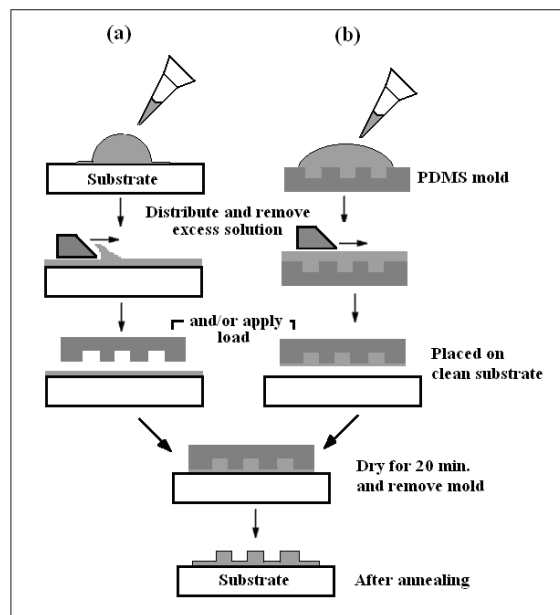 (a)
(b)
Substrate
PDMS mold
Distribute and remove
excess solution
and/or apply
load
Placed on
clean substrate
Dry for 20 min.
and remove mold
Substrate
After annealing